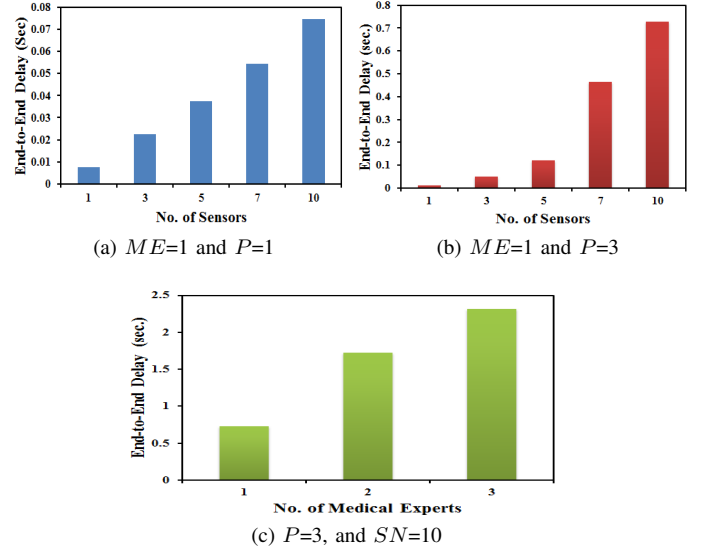 End-to-End Delay (Sec)
0.08
0.07
0.06
0.05
0.04
0.03
0.02
0.01
0
1 3 5 7 10
No. of Sensors
(a) ME=1 and P=1
End-to-End Delay (sec.)
0.8
0.7
0.6
0.5
0.4
0.3
0.2
0.1
0
1 3 5 7 10
No. of Sensors
(b) ME=1 and P=3
End-to-End Delay (sec.)
2.5
2
1.5
1
0.5
0
1 2 3
No. of Medical Experts
(c) P=3, and SN=10